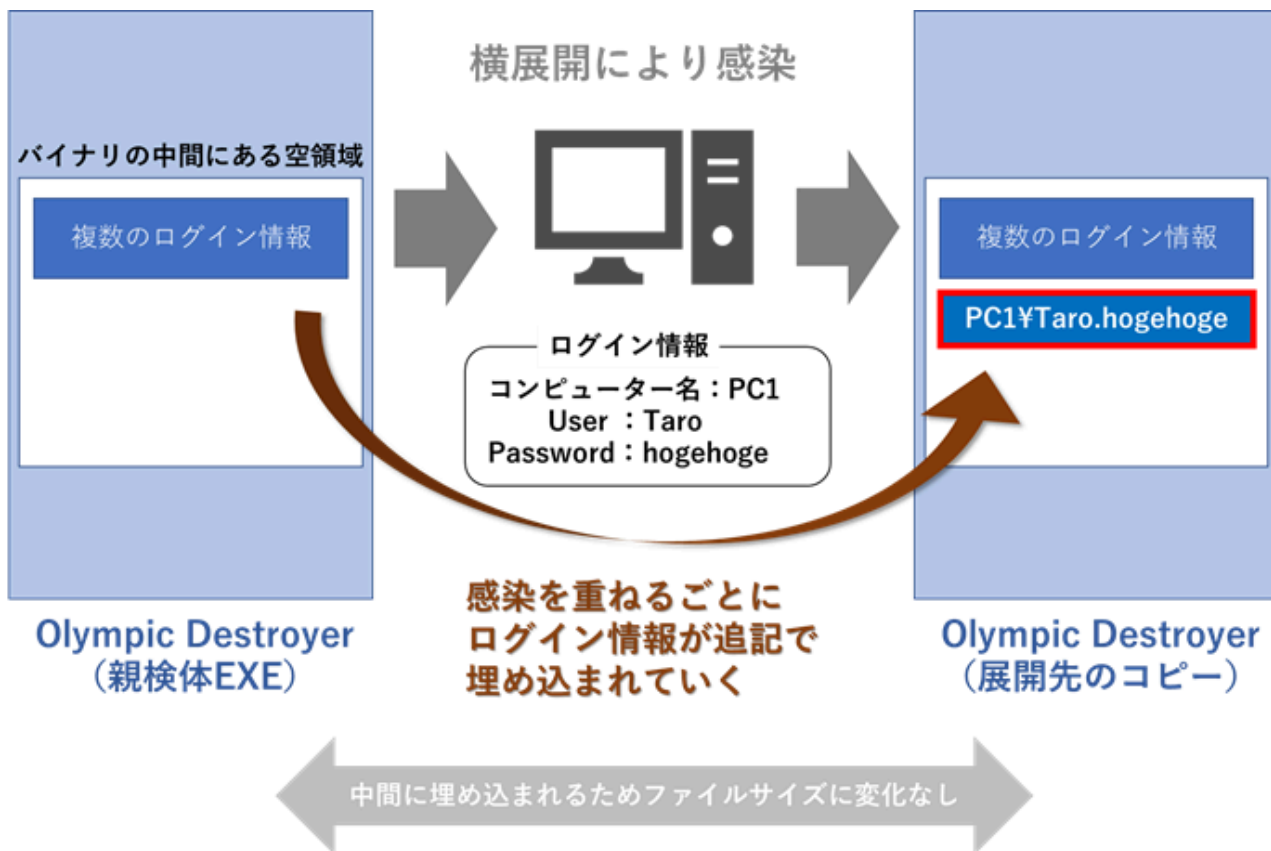 横展開により感染
バイナリの中間にある空領域
複数のログイン情報
複数のログイン情報
PC1¥Taro.hogehoge
ログイン情報
コンピューター名：PC1
User ：Taro
Password：hogehoge
感染を重ねるごとに
ログイン情報が追記で
埋め込まれていく
Olympic Destroyer
（親検体EXE）
Olympic Destroyer
（展開先のコピー）
中間に埋め込まれるためファイルサイズに変化なし